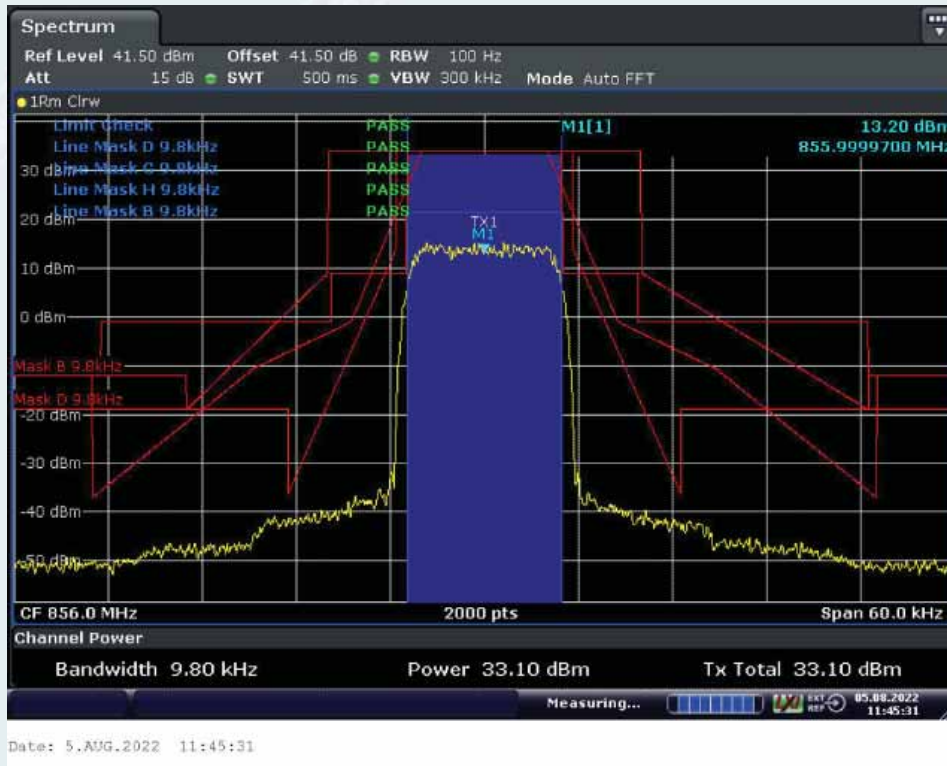 Spectrum
Ref Level 41.50 dBm Offset 41.50 dB RBW 100 Hz
Att 15 dB SWT 500 ms VBW 300 kHz Mode Auto FFT
1Rm Clrw
Limit Check PASS M1[1] 13.20 dBm
Line Mask D 9.8kHz PASS 855.9999700 MHz
30 dBm Line Mask C 9.8kHz PASS
Line Mask H 9.8kHz PASS
Line Mask B 9.8kHz PASS
20 dBm
TX1
M1
10 dBm
0 dBm
Mask B 9.8kHz
Mask D 9.8kHz
-20 dBm
-30 dBm
-40 dBm
-50 dBm
CF 856.0 MHz 2000 pts Span 60.0 kHz
Channel Power
Bandwidth 9.80 kHz Power 33.10 dBm Tx Total 33.10 dBm
Measuring... EXT REF 05.08.2022
11:45:31
Date: 5.AUG.2022 11:45:31